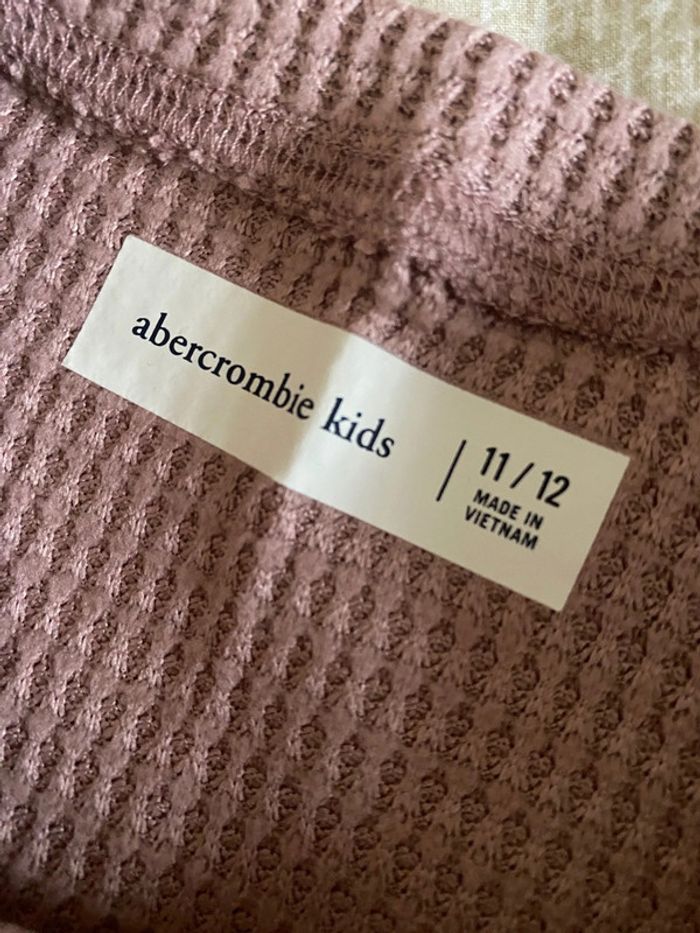 abercrombie kids
11 / 12
MADE IN
VIETNAM